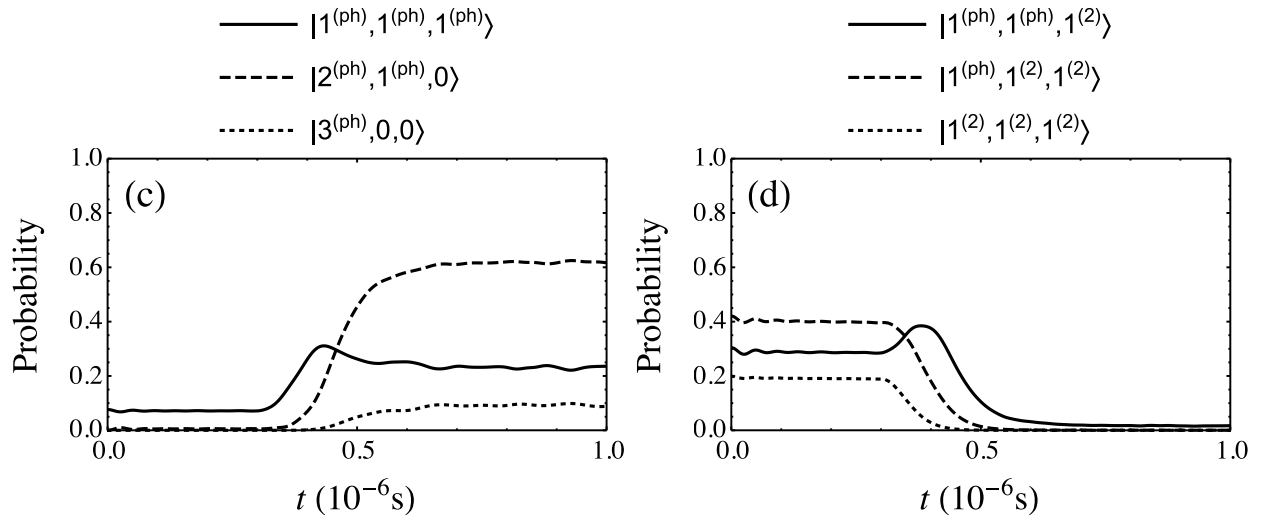 |1^(ph),1^(ph),1^(ph)⟩
|2^(ph),1^(ph),0⟩
|3^(ph),0,0⟩
(c)
Probability
1.0
0.8
0.6
0.4
0.2
0.0
0.0 0.5 1.0
t (10^−6 s)
|1^(ph),1^(ph),1^(2)⟩
|1^(ph),1^(2),1^(2)⟩
|1^(2),1^(2),1^(2)⟩
(d)
Probability
1.0
0.8
0.6
0.4
0.2
0.0
0.0 0.5 1.0
t (10^−6 s)